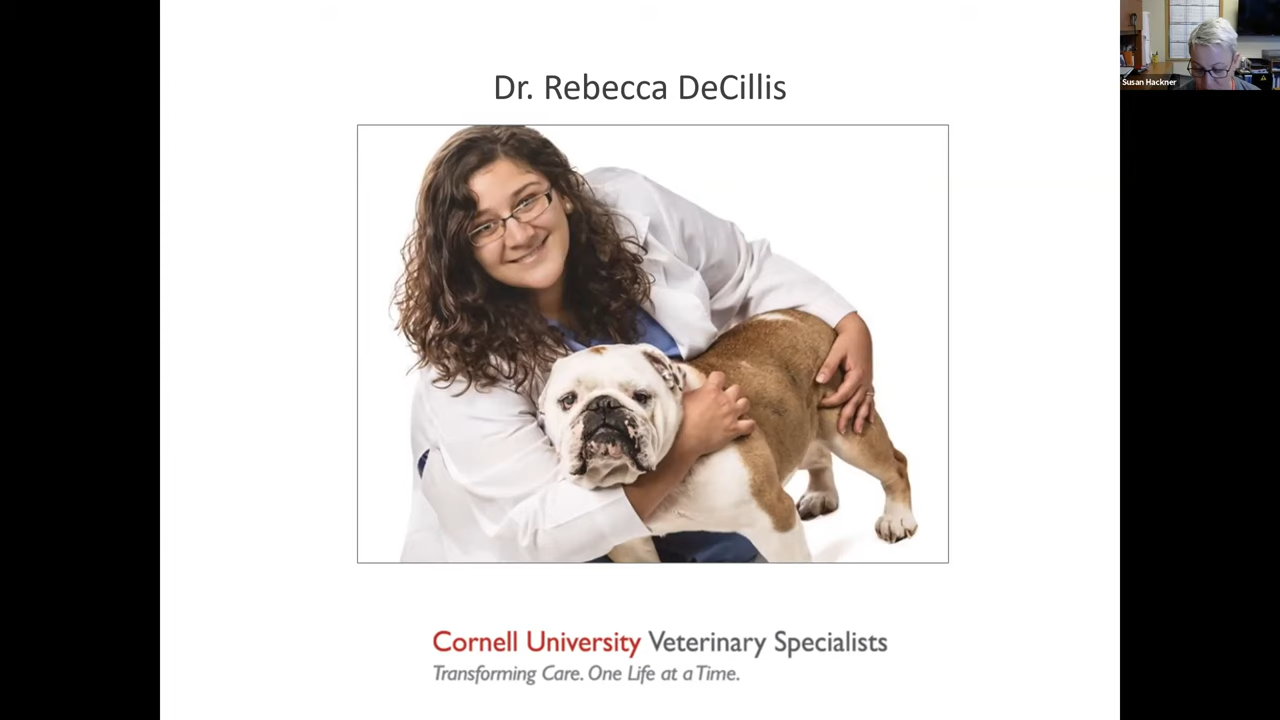 Dr. Rebecca DeCillis
Susan Hackner
Cornell University Veterinary Specialists
Transforming Care. One Life at a Time.